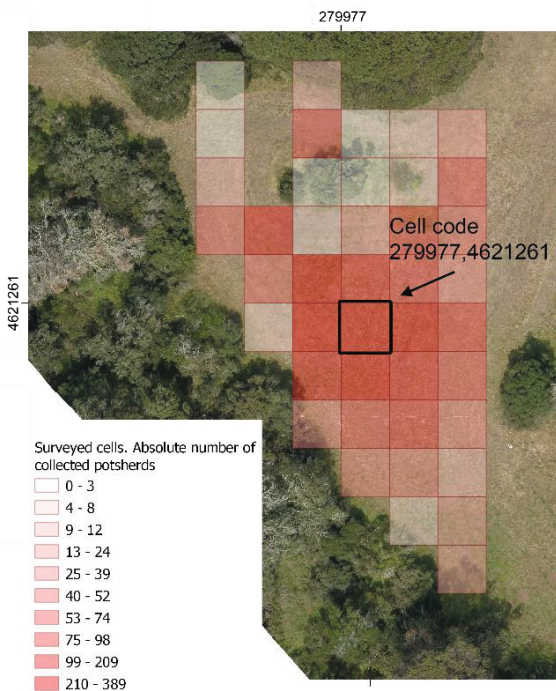 279977
Cell code
279977,4621261
4621261
Surveyed cells. Absolute number of
collected potsherds
0 - 3
4 - 8
9 - 12
13 - 24
25 - 39
40 - 52
53 - 74
75 - 98
99 - 209
210 - 389